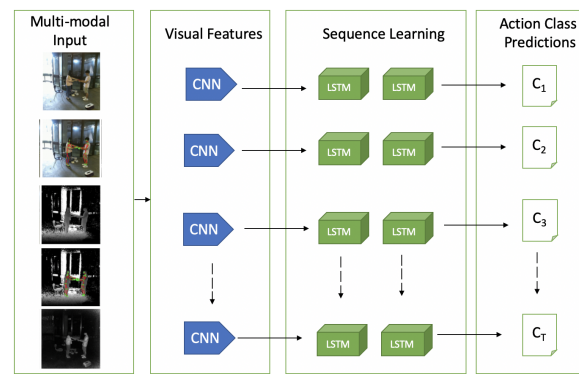 Multi-modal
Input
Visual Features
Sequence Learning
Action Class
Predictions
CNN
LSTM
LSTM
C1
CNN
LSTM
LSTM
C2
CNN
LSTM
LSTM
C3
CNN
LSTM
LSTM
CT